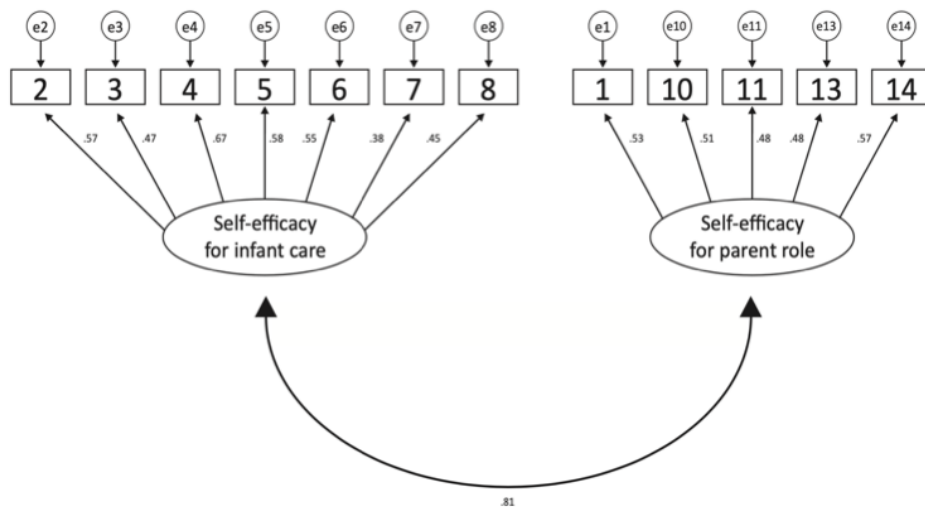 e2 e3 e4 e5 e6 e7 e8 e1 e10 e11 e13 e14
2 3 4 5 6 7 8 1 10 11 13 14
.57 .47 .67 .58 .55 .38 .45 .53 .51 .48 .48 .57
Self-efficacy
for infant care
Self-efficacy
for parent role
.81